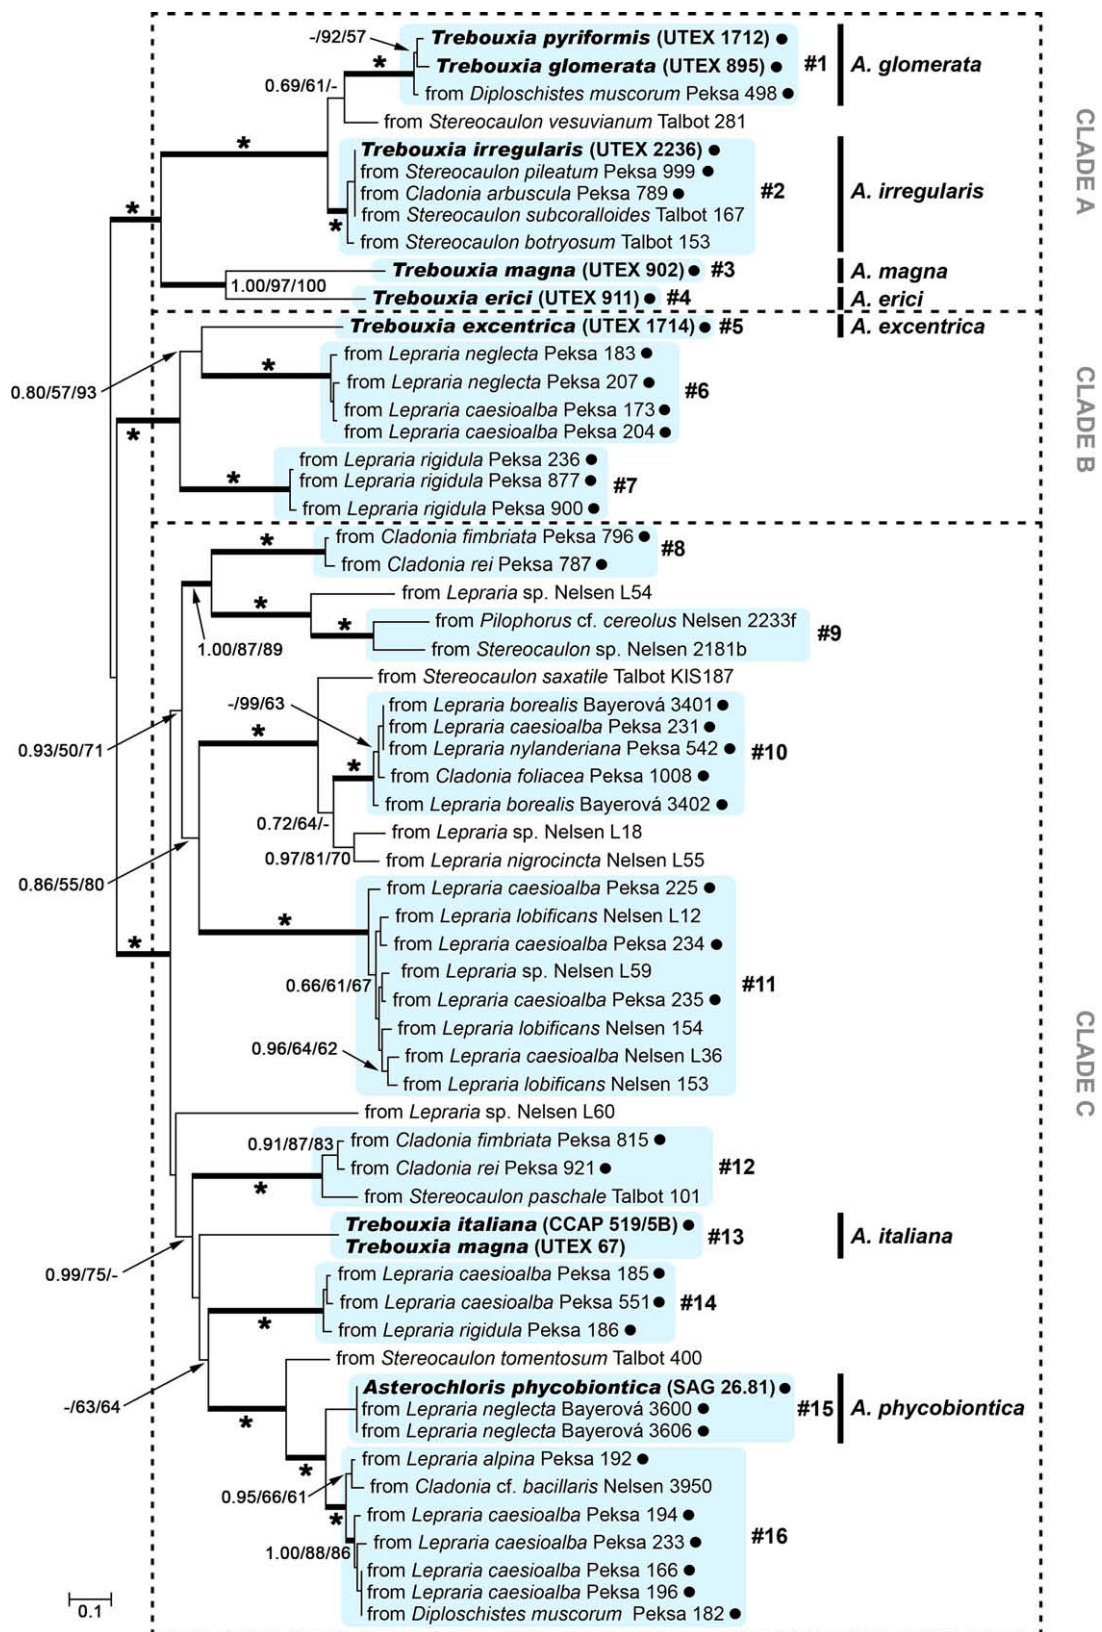 -/92/57
Trebouxia pyriformis (UTEX 1712) ●
Trebouxia glomerata (UTEX 895) ●
#1
A. glomerata
from Diploschistes muscorum Peksa 498 ●
*
0.69/61/-
from Stereocaulon vesuvianum Talbot 281
*
Trebouxia irregularis (UTEX 2236) ●
from Stereocaulon pileatum Peksa 999 ●
from Cladonia arbuscula Peksa 789 ●
#2
A. irregularis
from Stereocaulon subcoralloides Talbot 167
from Stereocaulon botryosum Talbot 153
*
*
CLADE A
Trebouxia magna (UTEX 902) ● #3
A. magna
1.00/97/100
Trebouxia erici (UTEX 911) ● #4
A. erici
Trebouxia excentrica (UTEX 1714) ● #5
A. excentrica
from Lepraria neglecta Peksa 183 ●
*
0.80/57/93
from Lepraria neglecta Peksa 207 ●
#6
from Lepraria caesioalba Peksa 173 ●
from Lepraria caesioalba Peksa 204 ●
*
CLADE B
from Lepraria rigidula Peksa 236 ●
*
from Lepraria rigidula Peksa 877 ●
#7
from Lepraria rigidula Peksa 900 ●
from Cladonia fimbriata Peksa 796 ●
*
#8
from Cladonia rei Peksa 787 ●
from Lepraria sp. Nelsen L54
*
from Pilophorus cf. cereolus Nelsen 2233f
*
#9
1.00/87/89
from Stereocaulon sp. Nelsen 2181b
from Stereocaulon saxatile Talbot KIS187
-/99/63
from Lepraria borealis Bayerová 3401 ●
from Lepraria caesioalba Peksa 231 ●
*
0.93/50/71
from Lepraria nylanderiana Peksa 542 ●
#10
*
from Cladonia foliacea Peksa 1008 ●
from Lepraria borealis Bayerová 3402 ●
0.72/64/-
from Lepraria sp. Nelsen L18
0.97/81/70
from Lepraria nigrocincta Nelsen L55
0.86/55/80
from Lepraria caesioalba Peksa 225 ●
*
from Lepraria lobificans Nelsen L12
*
from Lepraria caesioalba Peksa 234 ●
from Lepraria sp. Nelsen L59
0.66/61/67
#11
from Lepraria caesioalba Peksa 235 ●
from Lepraria lobificans Nelsen 154
0.96/64/62
from Lepraria caesioalba Nelsen L36
from Lepraria lobificans Nelsen 153
CLADE C
from Lepraria sp. Nelsen L60
0.91/87/83
from Cladonia fimbriata Peksa 815 ●
from Cladonia rei Peksa 921 ●
#12
*
from Stereocaulon paschale Talbot 101
Trebouxia italiana (CCAP 519/5B) ●
#13
A. italiana
Trebouxia magna (UTEX 67)
0.99/75/-
from Lepraria caesioalba Peksa 185 ●
from Lepraria caesioalba Peksa 551 ●
#14
*
from Lepraria rigidula Peksa 186 ●
from Stereocaulon tomentosum Talbot 400
-/63/64
Asterochloris phycobiontica (SAG 26.81) ●
*
from Lepraria neglecta Bayerová 3600 ●
#15
A. phycobiontica
from Lepraria neglecta Bayerová 3606 ●
*
from Lepraria alpina Peksa 192 ●
0.95/66/61
from Cladonia cf. bacillaris Nelsen 3950
*
from Lepraria caesioalba Peksa 194 ●
#16
1.00/88/86
from Lepraria caesioalba Peksa 233 ●
from Lepraria caesioalba Peksa 166 ●
from Lepraria caesioalba Peksa 196 ●
from Diploschistes muscorum Peksa 182 ●
0.1